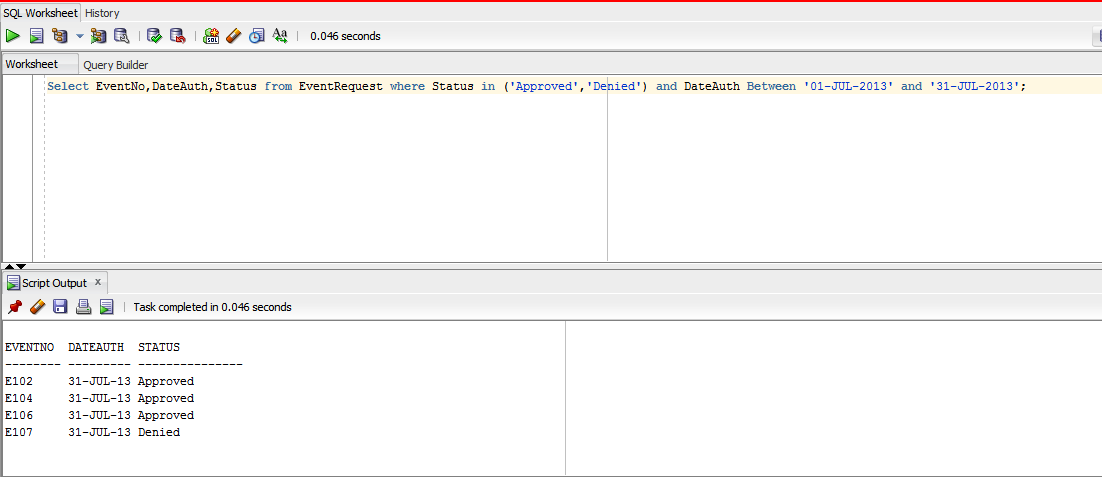 SQL Worksheet History
SQL Aa 0.046 seconds
Worksheet Query Builder
Select EventNo,DateAuth,Status from EventRequest where Status in ('Approved','Denied') and DateAuth Between '01-JUL-2013' and '31-JUL-2013';
Script Output x
Task completed in 0.046 seconds
EVENTNO DATEAUTH STATUS
-------- --------- ---------------
E102 31-JUL-13 Approved
E104 31-JUL-13 Approved
E106 31-JUL-13 Approved
E107 31-JUL-13 Denied